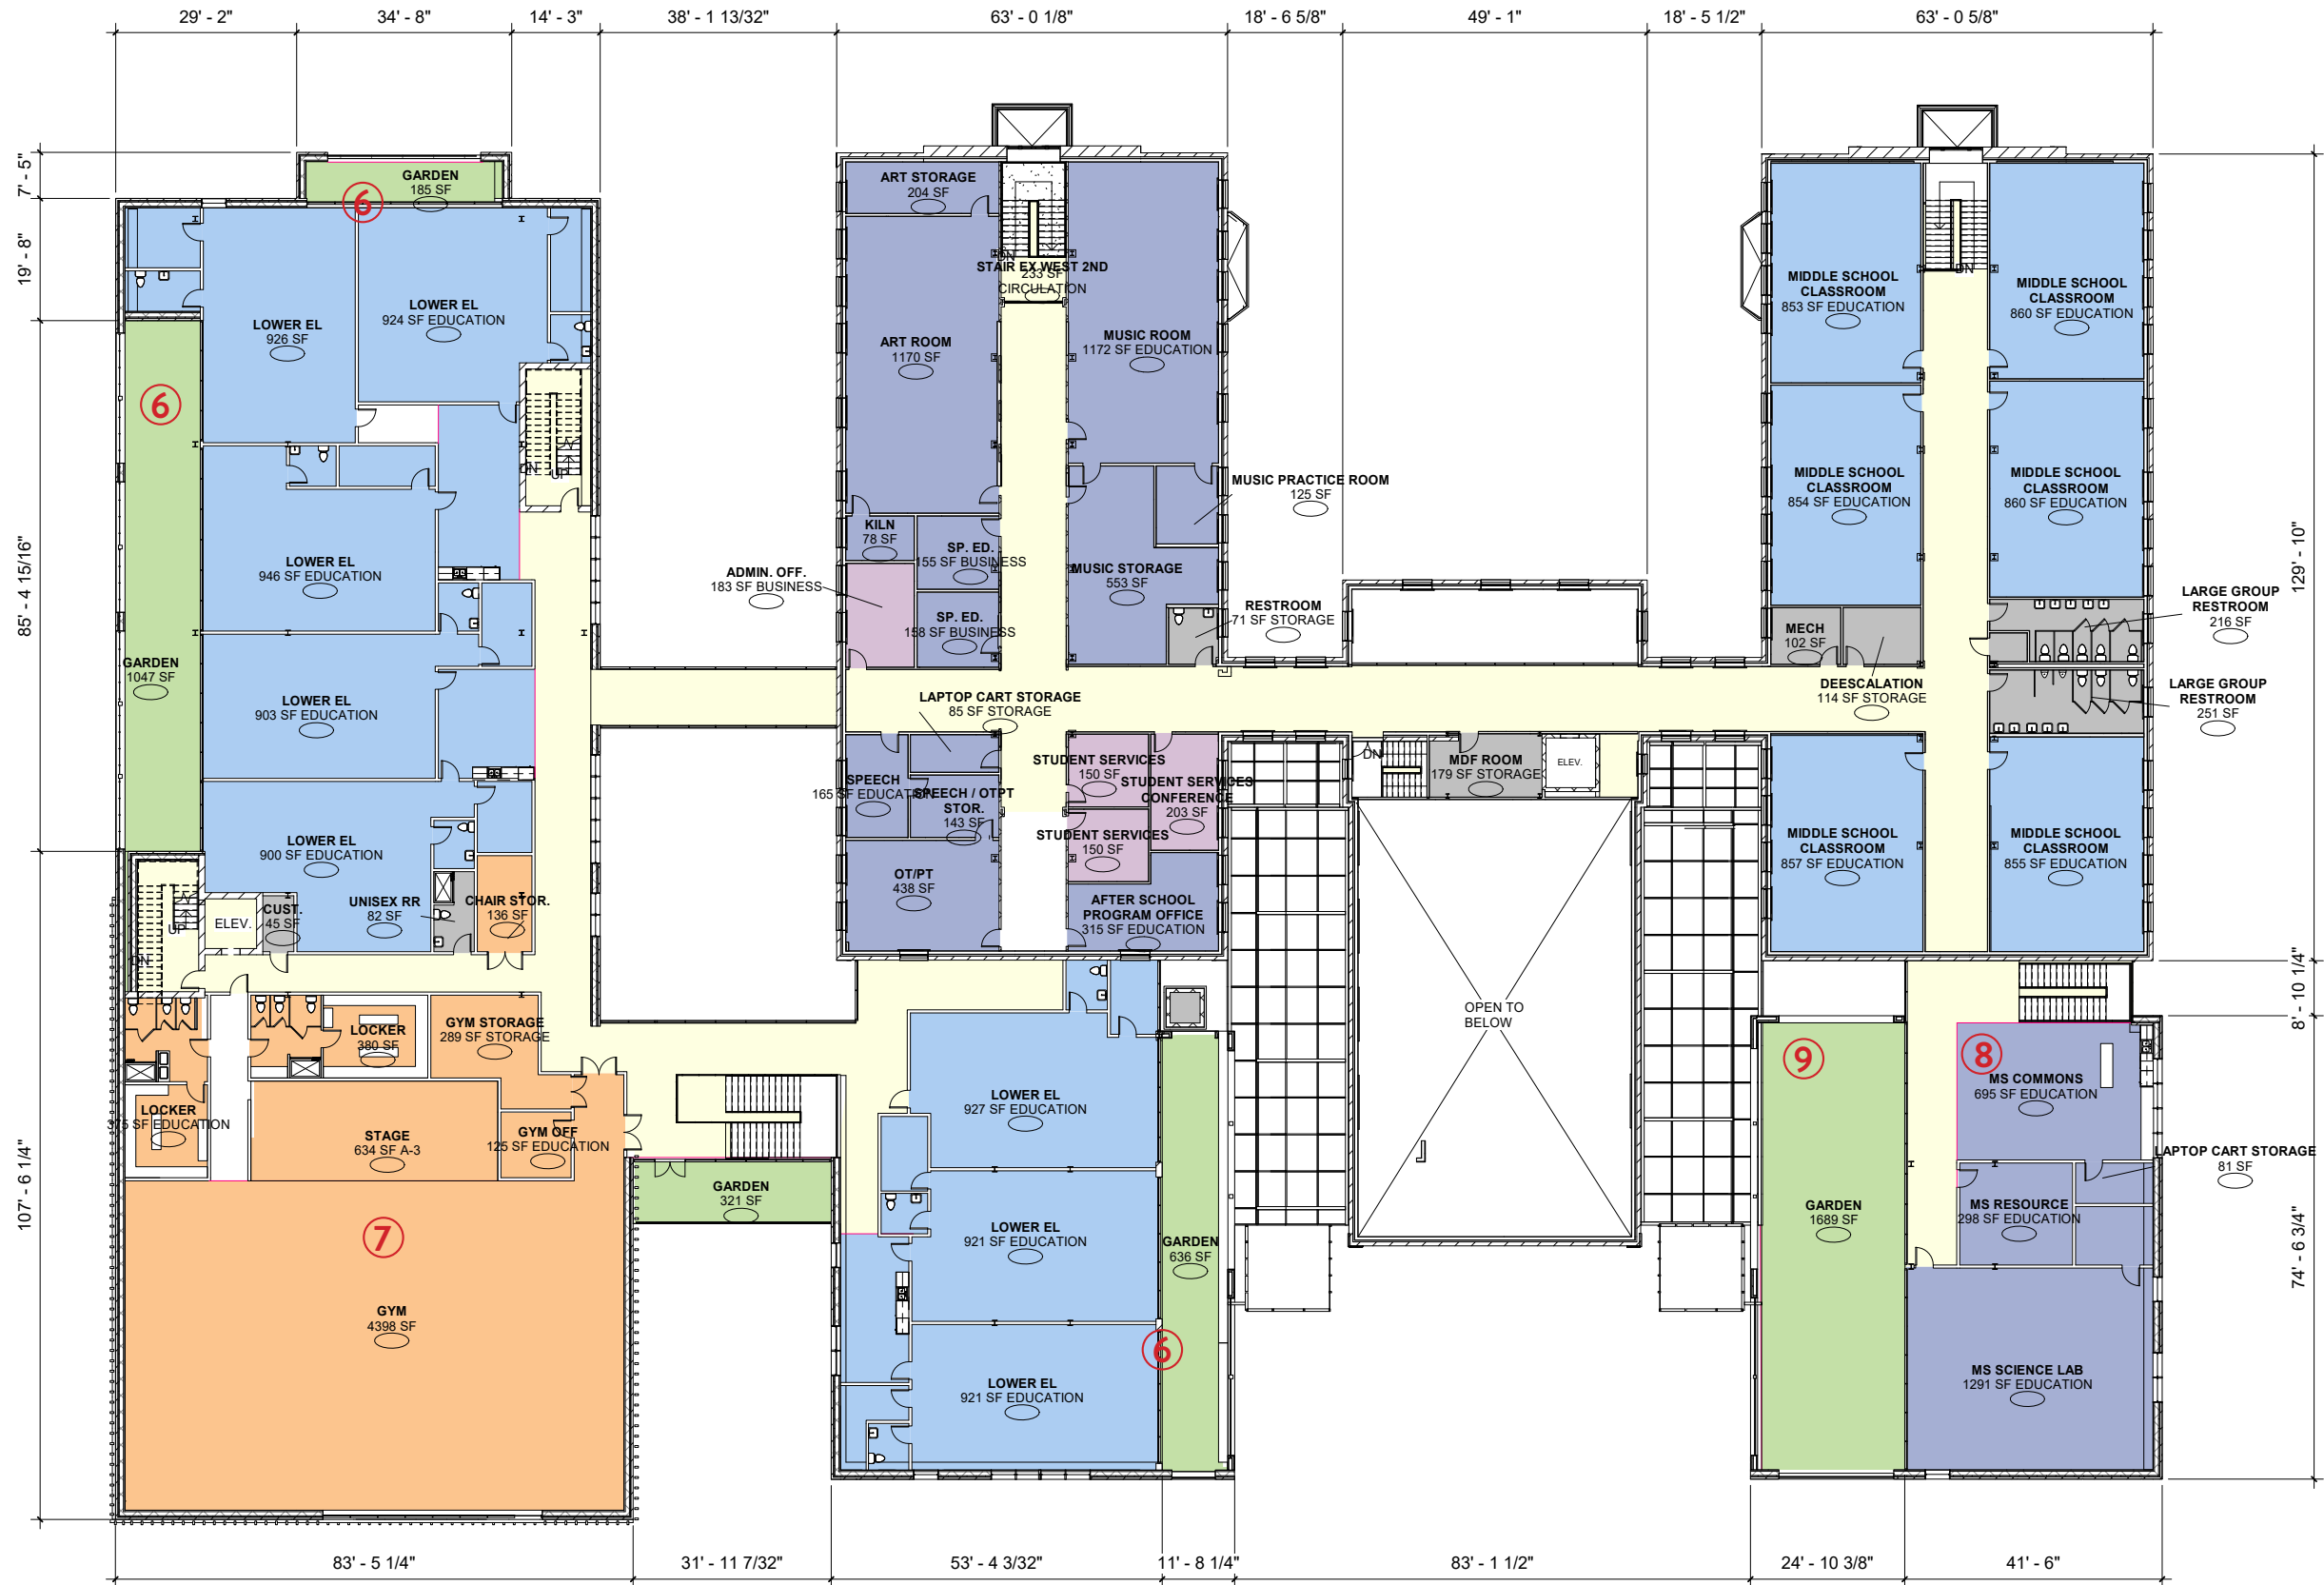 29' - 2"
34' - 8"
14' - 3"
38' - 1 13/32"
63' - 0 1/8"
18' - 6 5/8"
49' - 1"
18' - 5 1/2"
63' - 0 5/8"
7' - 5"
19' - 8"
85' - 4 15/16"
107' - 6 1/4"
GARDEN
185 SF
6
LOWER EL
926 SF
LOWER EL
924 SF EDUCATION
6
GARDEN
1047 SF
DN
UP
LOWER EL
946 SF EDUCATION
LOWER EL
903 SF EDUCATION
LOWER EL
900 SF EDUCATION
UP
DN
ELEV.
CUST.
45 SF
UNISEX RR
82 SF
CHAIR STOR.
136 SF
LOCKER
380 SF
GYM STORAGE
289 SF STORAGE
LOCKER
375 SF EDUCATION
STAGE
634 SF A-3
GYM OFF
125 SF EDUCATION
7
GYM
4398 SF
GARDEN
321 SF
ART STORAGE
204 SF
DN
STAIR EX WEST 2ND
233 SF
CIRCULATION
ART ROOM
1170 SF
MUSIC ROOM
1172 SF EDUCATION
MUSIC PRACTICE ROOM
125 SF
KILN
78 SF
SP. ED.
155 SF BUSINESS
MUSIC STORAGE
553 SF
ADMIN. OFF.
183 SF BUSINESS
SP. ED.
158 SF BUSINESS
RESTROOM
71 SF STORAGE
LAPTOP CART STORAGE
85 SF STORAGE
SPEECH
165 SF EDUCATION
SPEECH / OTPT
STOR.
143 SF
STUDENT SERVICES
150 SF
STUDENT SERVICES
CONFERENCE
203 SF
STUDENT SERVICES
150 SF
OT/PT
438 SF
AFTER SCHOOL
PROGRAM OFFICE
315 SF EDUCATION
LOWER EL
927 SF EDUCATION
LOWER EL
921 SF EDUCATION
LOWER EL
921 SF EDUCATION
GARDEN
636 SF
6
DN
MDF ROOM
179 SF STORAGE
ELEV.
OPEN TO
BELOW
DN
MIDDLE SCHOOL
CLASSROOM
853 SF EDUCATION
MIDDLE SCHOOL
CLASSROOM
860 SF EDUCATION
MIDDLE SCHOOL
CLASSROOM
854 SF EDUCATION
MIDDLE SCHOOL
CLASSROOM
860 SF EDUCATION
MECH
102 SF
DEESCALATION
114 SF STORAGE
LARGE GROUP
RESTROOM
216 SF
LARGE GROUP
RESTROOM
251 SF
MIDDLE SCHOOL
CLASSROOM
857 SF EDUCATION
MIDDLE SCHOOL
CLASSROOM
855 SF EDUCATION
9
GARDEN
1689 SF
8
MS COMMONS
695 SF EDUCATION
LAPTOP CART STORAGE
81 SF
MS RESOURCE
298 SF EDUCATION
MS SCIENCE LAB
1291 SF EDUCATION
129' - 10"
8' - 10 1/4"
74' - 6 3/4"
83' - 5 1/4"
31' - 11 7/32"
53' - 4 3/32"
11' - 8 1/4"
83' - 1 1/2"
24' - 10 3/8"
41' - 6"